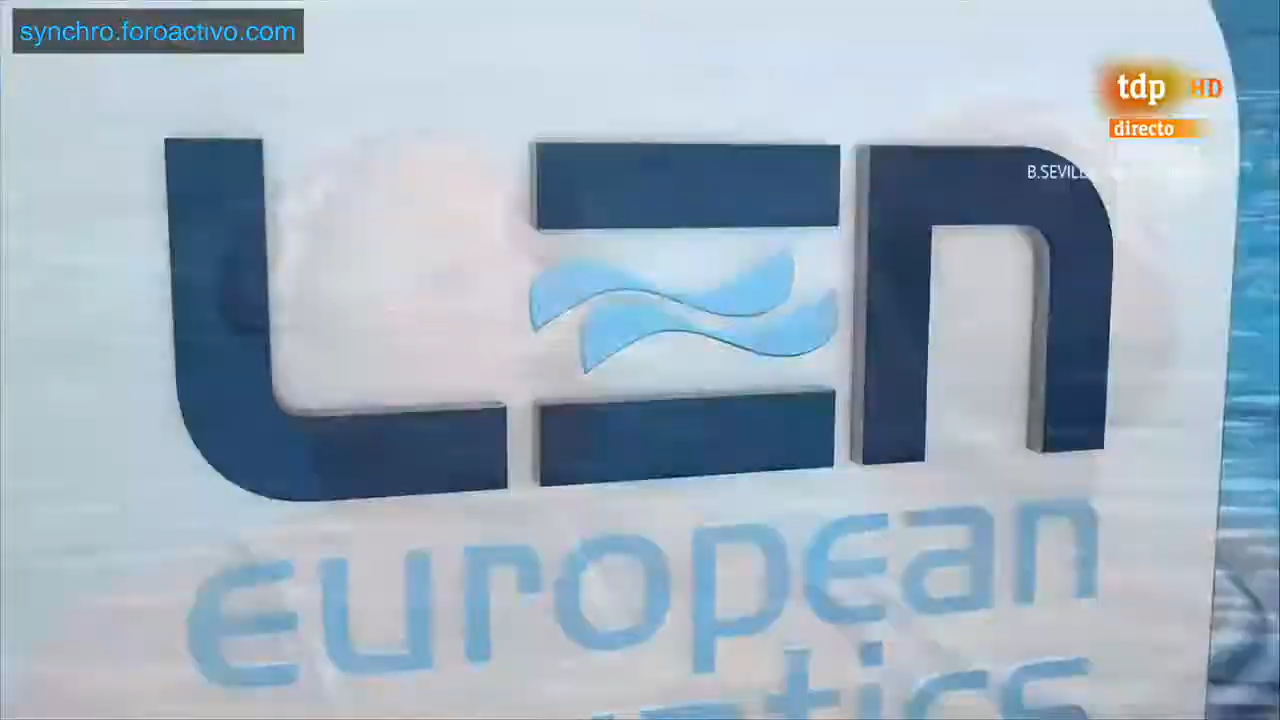 synchro.foroactivo.com
tdp HD
directo
LEN
european